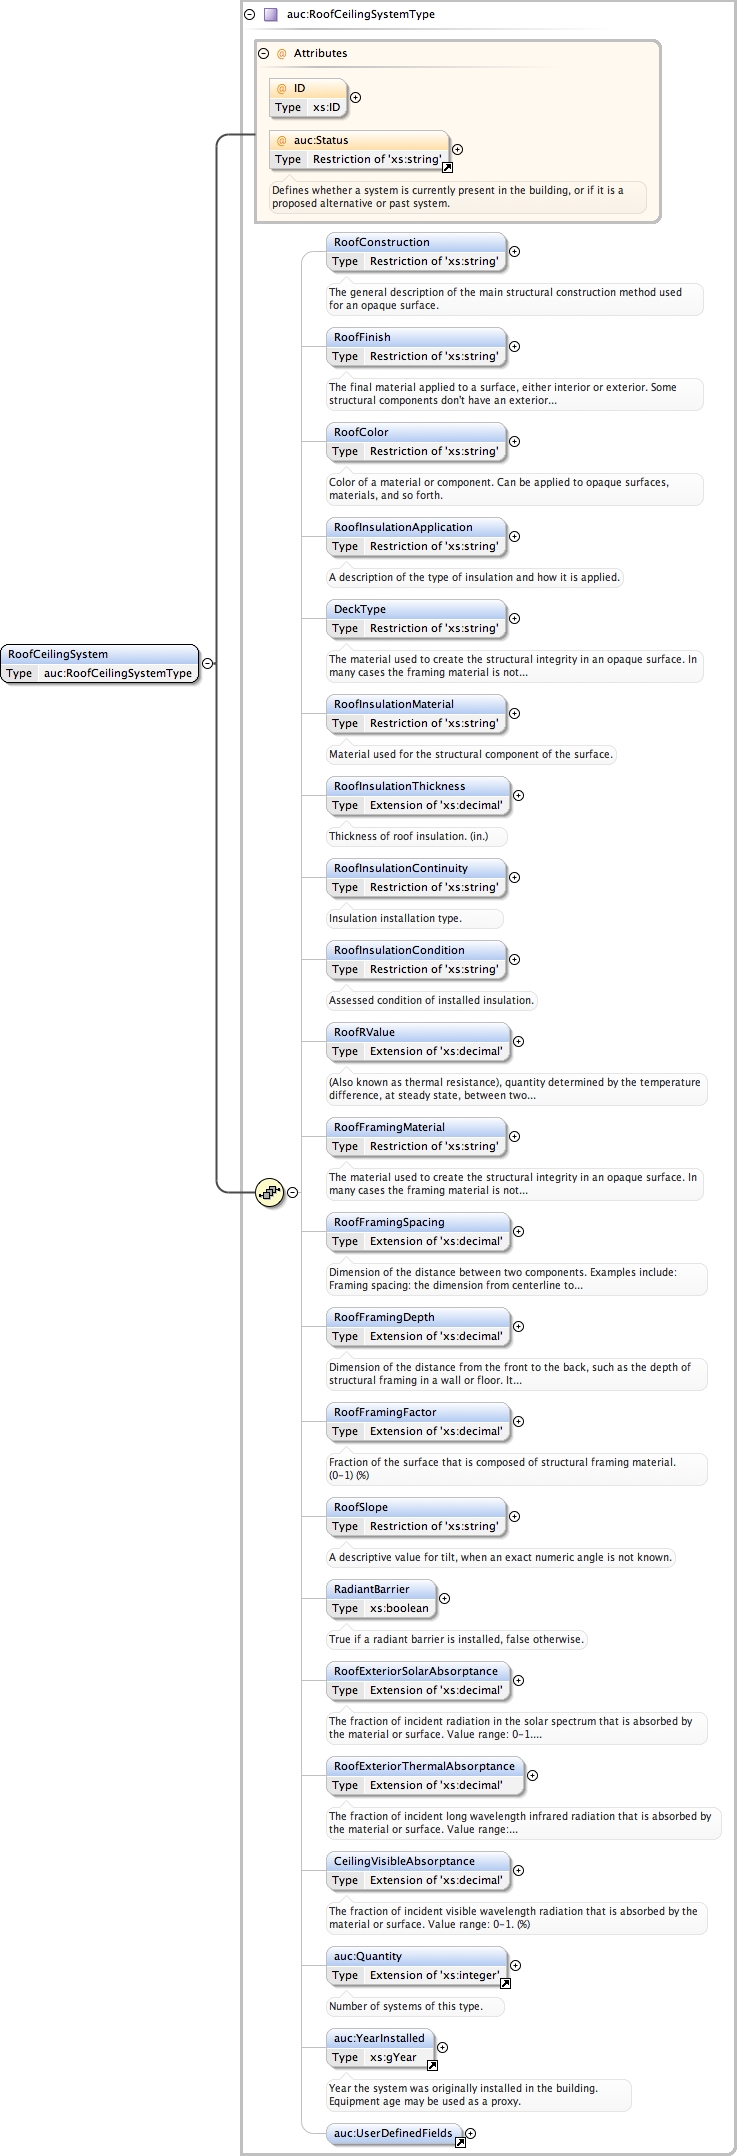 auc:RoofCeilingSystemType
@ Attributes
@ ID
Type xs:ID
@ auc:Status
Type Restriction of 'xs:string'
Defines whether a system is currently present in the building, or if it is a
proposed alternative or past system.
RoofConstruction
Type Restriction of 'xs:string'
The general description of the main structural construction method used
for an opaque surface.
RoofFinish
Type Restriction of 'xs:string'
The final material applied to a surface, either interior or exterior. Some
structural components don't have an exterior...
RoofColor
Type Restriction of 'xs:string'
Color of a material or component. Can be applied to opaque surfaces,
materials, and so forth.
RoofInsulationApplication
Type Restriction of 'xs:string'
A description of the type of insulation and how it is applied.
DeckType
Type Restriction of 'xs:string'
The material used to create the structural integrity in an opaque surface. In
many cases the framing material is not...
RoofCeilingSystem
Type auc:RoofCeilingSystemType
RoofInsulationMaterial
Type Restriction of 'xs:string'
Material used for the structural component of the surface.
RoofInsulationThickness
Type Extension of 'xs:decimal'
Thickness of roof insulation. (in.)
RoofInsulationContinuity
Type Restriction of 'xs:string'
Insulation installation type.
RoofInsulationCondition
Type Restriction of 'xs:string'
Assessed condition of installed insulation.
RoofRValue
Type Extension of 'xs:decimal'
(Also known as thermal resistance), quantity determined by the temperature
difference, at steady state, between two...
RoofFramingMaterial
Type Restriction of 'xs:string'
The material used to create the structural integrity in an opaque surface. In
many cases the framing material is not...
RoofFramingSpacing
Type Extension of 'xs:decimal'
Dimension of the distance between two components. Examples include:
Framing spacing: the dimension from centerline to...
RoofFramingDepth
Type Extension of 'xs:decimal'
Dimension of the distance from the front to the back, such as the depth of
structural framing in a wall or floor. It...
RoofFramingFactor
Type Extension of 'xs:decimal'
Fraction of the surface that is composed of structural framing material.
(0-1) (%)
RoofSlope
Type Restriction of 'xs:string'
A descriptive value for tilt, when an exact numeric angle is not known.
RadiantBarrier
Type xs:boolean
True if a radiant barrier is installed, false otherwise.
RoofExteriorSolarAbsorptance
Type Extension of 'xs:decimal'
The fraction of incident radiation in the solar spectrum that is absorbed by
the material or surface. Value range: 0-1....
RoofExteriorThermalAbsorptance
Type Extension of 'xs:decimal'
The fraction of incident long wavelength infrared radiation that is absorbed by
the material or surface. Value range:...
CeilingVisibleAbsorptance
Type Extension of 'xs:decimal'
The fraction of incident visible wavelength radiation that is absorbed by the
material or surface. Value range: 0-1. (%)
auc:Quantity
Type Extension of 'xs:integer'
Number of systems of this type.
auc:YearInstalled
Type xs:gYear
Year the system was originally installed in the building.
Equipment age may be used as a proxy.
auc:UserDefinedFields